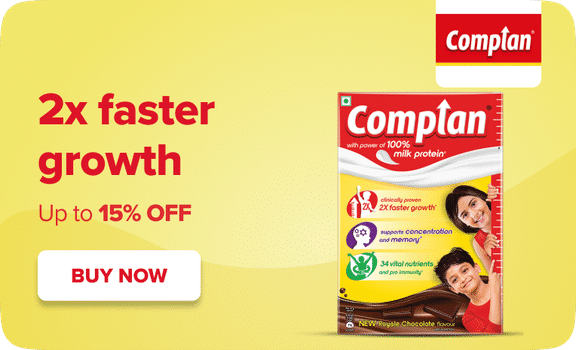 Complan
2x faster
growth
Up to 15% OFF
BUY NOW
Complan
with power of 100%
milk protein
clinically proven
2X faster growth
supports concentration
and memory
34 vital nutrients
and pro immunity
NEW Royale Chocolate flavour